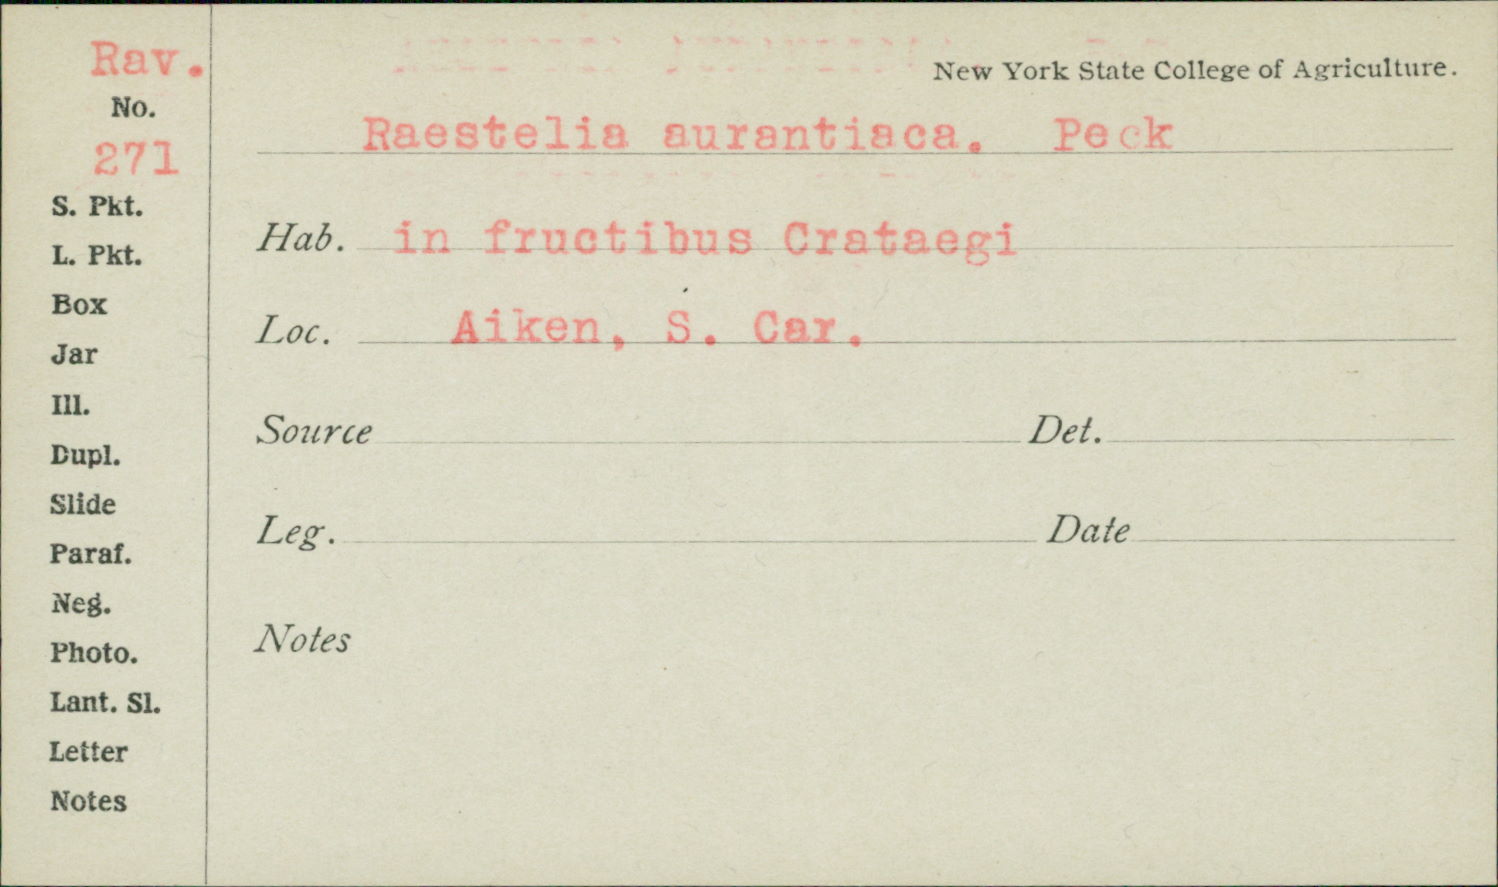 Rav.
No.
271
S. Pkt.
L. Pkt.
Box
Jar
Ill.
Dupl.
Slide
Paraf.
Neg.
Photo.
Lant. Sl.
Letter
Notes
New York State College of Agriculture.
Raestelia aurantiaca. Peck
Hab. in fructibus Crataegi
Loc. Aiken, S. Car.
Source Det.
Leg. Date
Notes